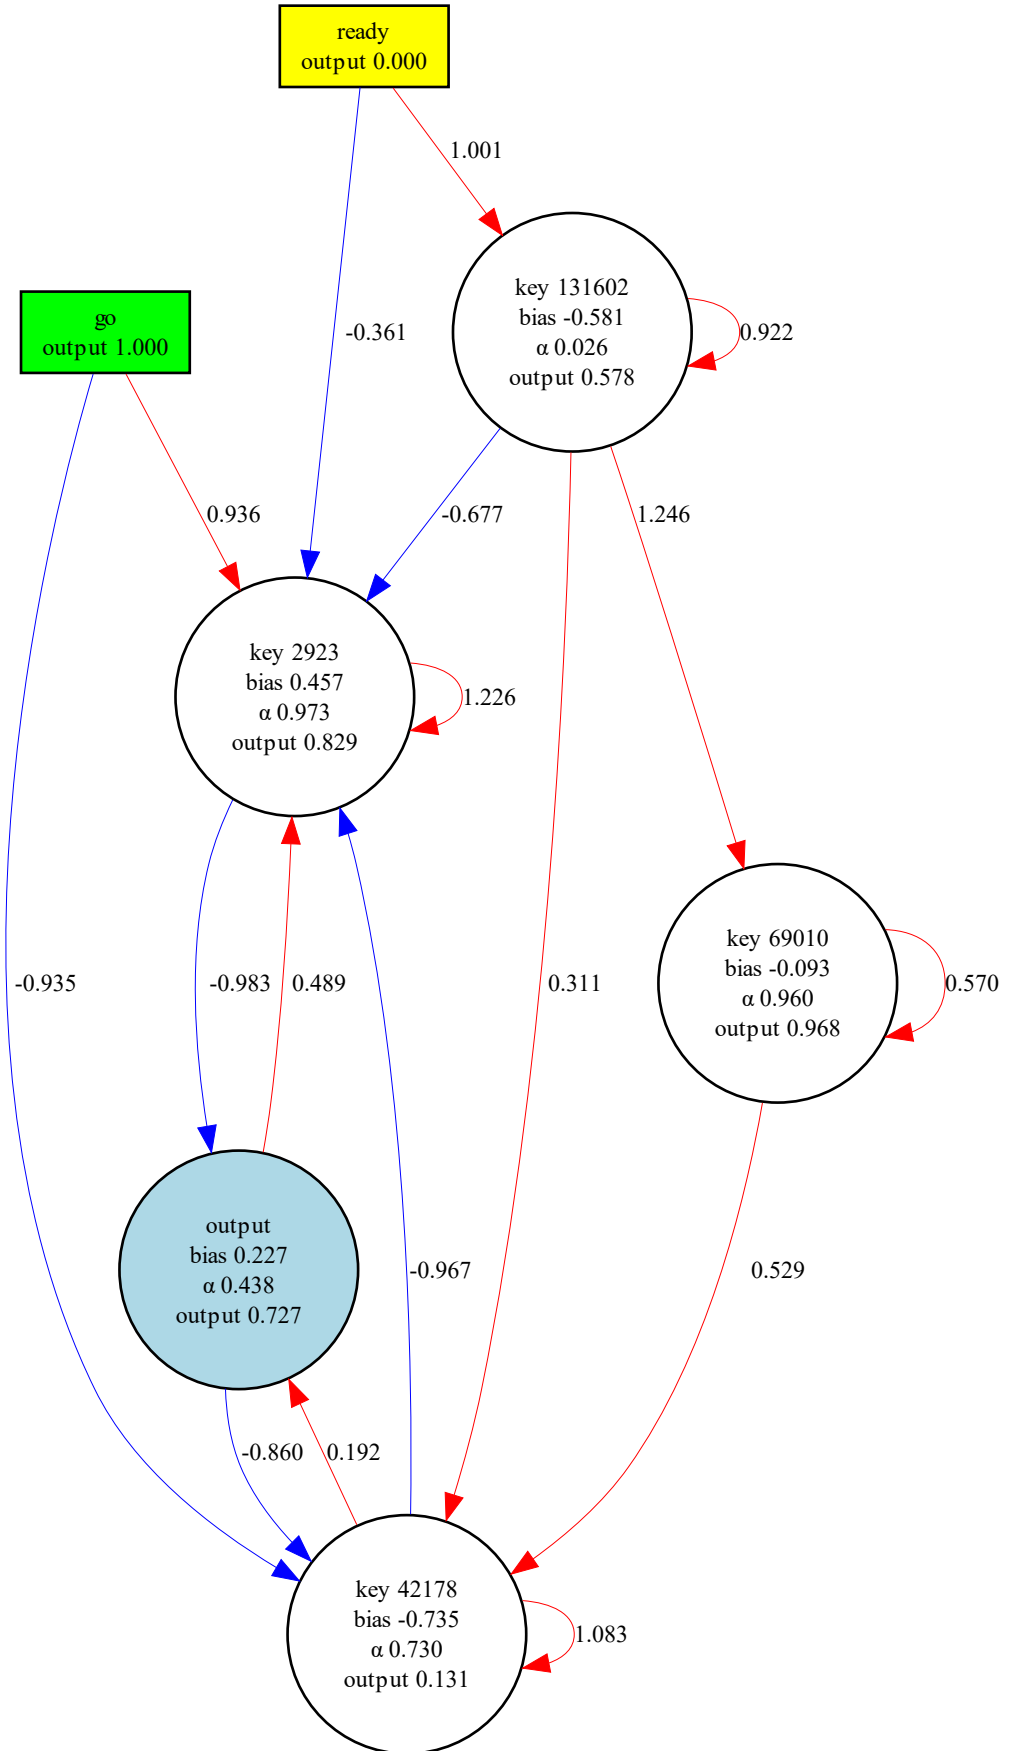 ready
output 0.000
1.001
key 131602
bias -0.581
α 0.026
output 0.578
0.922
go
output 1.000
-0.361
0.936
-0.677
1.246
key 2923
bias 0.457
α 0.973
output 0.829
1.226
key 69010
bias -0.093
α 0.960
output 0.968
0.570
-0.935
-0.983
0.489
0.311
output
bias 0.227
α 0.438
output 0.727
-0.967
0.529
-0.860
0.192
key 42178
bias -0.735
α 0.730
output 0.131
1.083